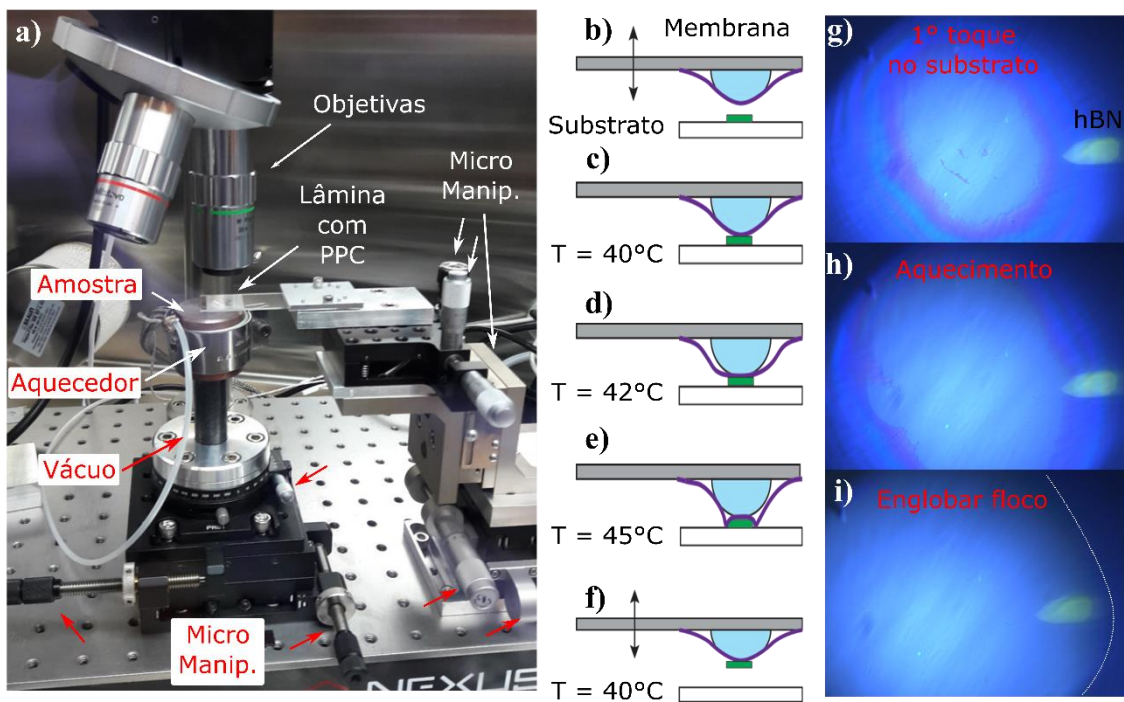 a)
Objetivas
Micro
Manip.
Lâmina
com
PPC
Amostra
Aquecedor
Vácuo
Micro
Manip.
NEXUS
b)
Membrana
Substrato
c)
T = 40°C
d)
T = 42°C
e)
T = 45°C
f)
T = 40°C
g)
1° toque
no substrato
hBN
h)
Aquecimento
i)
Englobar floco